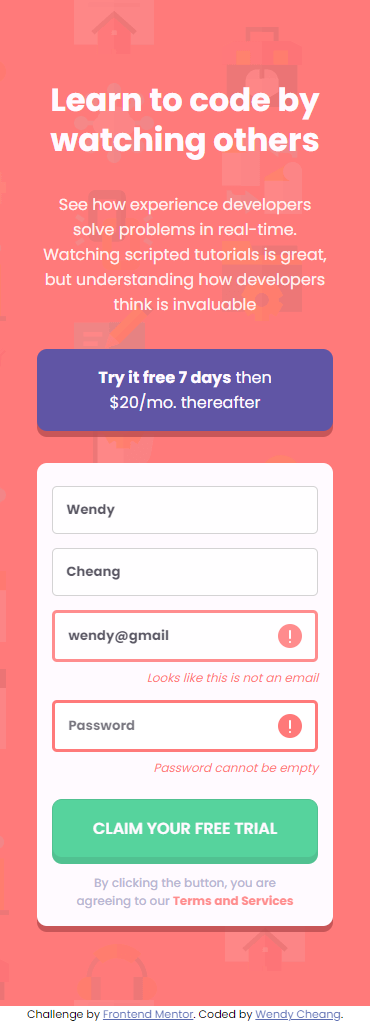 Learn to code by
watching others
See how experience developers
solve problems in real-time.
Watching scripted tutorials is great,
but understanding how developers
think is invaluable
Try it free 7 days then
$20/mo. thereafter
Wendy
Cheang
wendy@gmail
Looks like this is not an email
Password
Password cannot be empty
CLAIM YOUR FREE TRIAL
By clicking the button, you are
agreeing to our Terms and Services
Challenge by Frontend Mentor. Coded by Wendy Cheang.